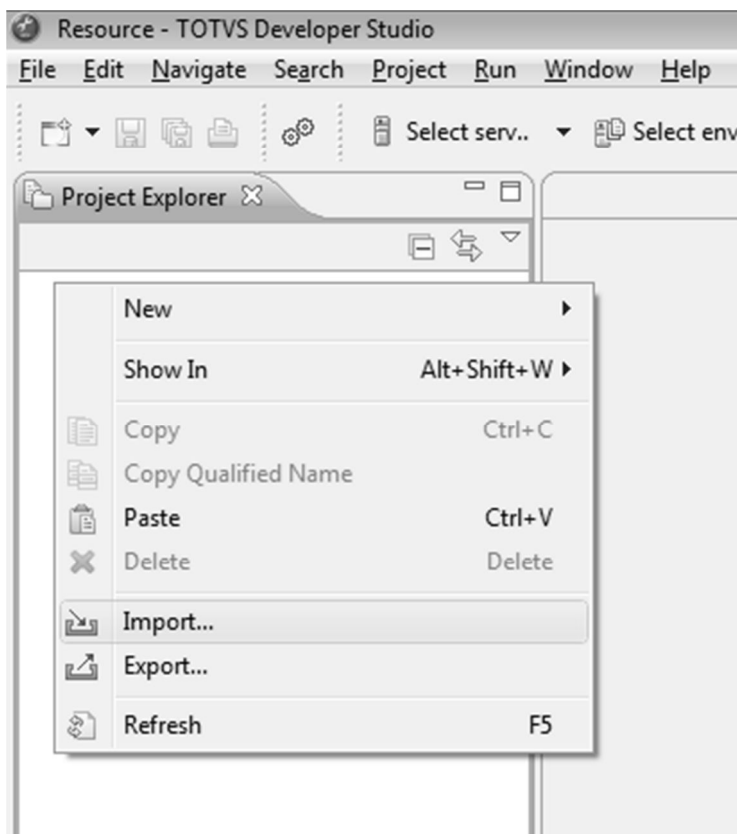 Resource - TOTVS Developer Studio
File Edit Navigate Search Project Run Window Help
Select serv.. Select env
Project Explorer
New
Show In Alt+Shift+W
Copy Ctrl+C
Copy Qualified Name
Paste Ctrl+V
Delete Delete
Import...
Export...
Refresh F5